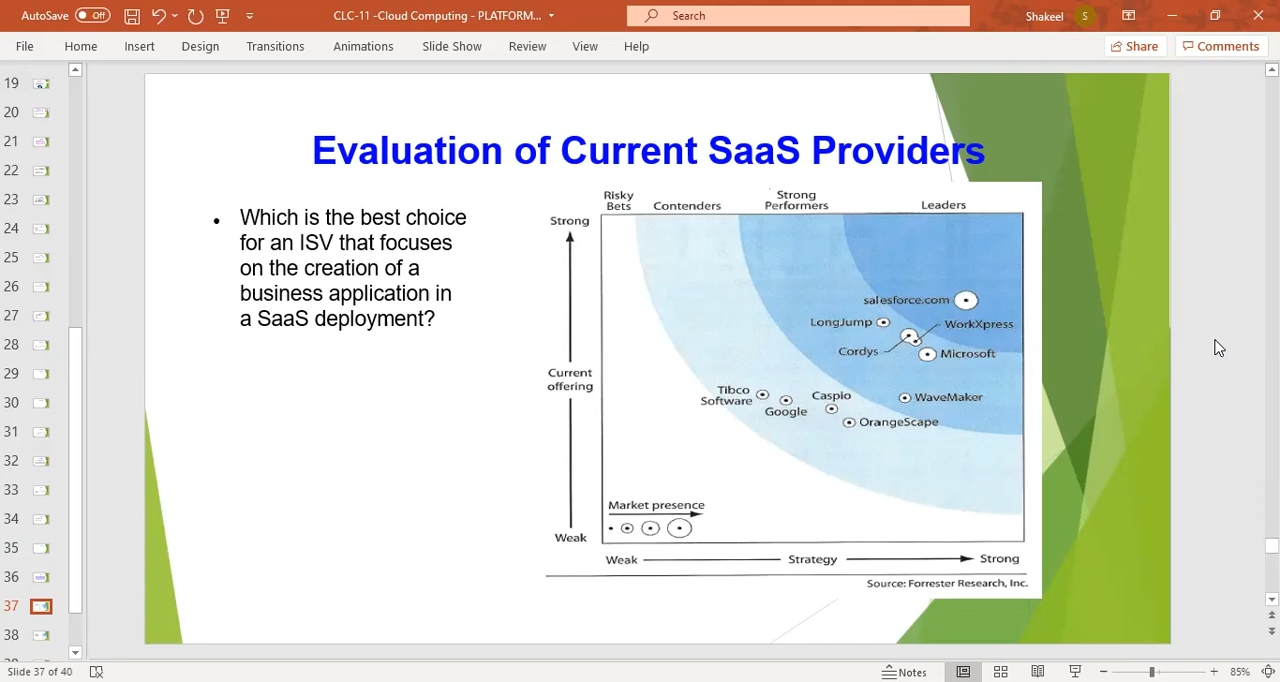 AutoSave Off CLC-11 -Cloud Computing - PLATFORM... Search Shakeel S
File Home Insert Design Transitions Animations Slide Show Review View Help Share Comments
19
20
21
22
23
24
25
26
27
28
29
30
31
32
33
34
35
36
37
38
Evaluation of Current SaaS Providers
• Which is the best choice
for an ISV that focuses
on the creation of a
business application in
a SaaS deployment?
Risky
Bets
Contenders
Strong
Performers
Leaders
Strong
Current
offering
Weak
salesforce.com
LongJump
WorkXpress
Cordys
Microsoft
Tibco
Software
Google
Caspio
WaveMaker
OrangeScape
Market presence
Weak Strategy Strong
Source: Forrester Research, Inc.
Slide 37 of 40 Notes 85%